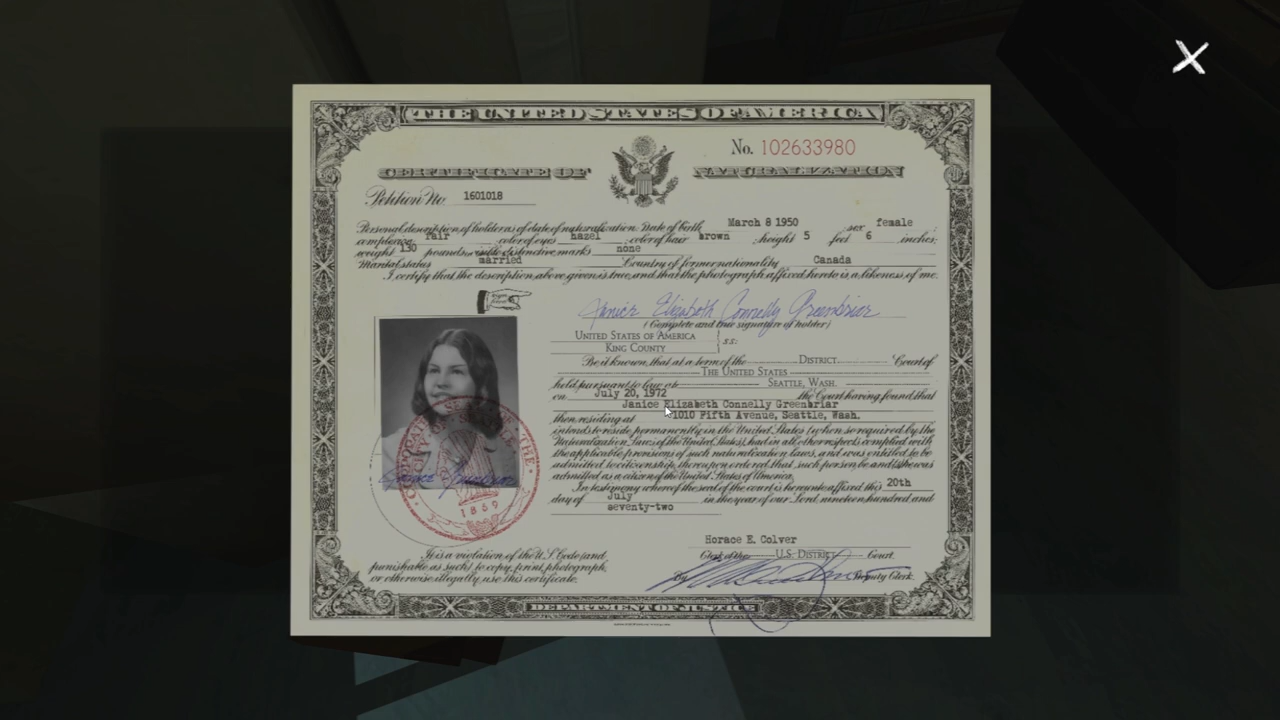 THE UNITED STATES OF AMERICA
No. 102633980
CERTIFICATE OF NATURALIZATION
Petition No. 1601018
Personal description of holder as of date of naturalization. Date of birth March 8 1950 sex female
complexion fair color of eyes hazel color of hair brown height 5 feet 6 inches;
weight 130 pounds; visible distinctive marks none
Marital status married Country of former nationality Canada
I certify that the description above given is true, and that the photograph affixed hereto is a likeness of me.
Janice Elizabeth Connelly Greenbriar
(Complete and true signature of holder)
UNITED STATES OF AMERICA
KING COUNTY
ss:
Be it known, that at a term of the DISTRICT Court of
THE UNITED STATES
held pursuant to law at SEATTLE, WASH.
on July 20, 1972 the Court having found that
Janice Elizabeth Connelly Greenbriar
then residing at 1010 Fifth Avenue, Seattle, Wash.
intends to reside permanently in the United States (when so required by the
Naturalization Laws of the United States), had in all other respects complied with
the applicable provisions of such naturalization laws, and was entitled to be
admitted to citizenship, thereupon ordered that such person be and (s)he was
admitted as a citizen of the United States of America.
In testimony whereof the seal of the court is hereunto affixed this 20th
day of July in the year of our Lord nineteen hundred and
seventy-two
Janice Greenbriar
1889
It is a violation of the U.S. Code (and
punishable as such) to copy, print, photograph,
or otherwise illegally use this certificate.
Horace E. Colver
Clerk of the U.S. DISTRICT Court.
By Deputy Clerk.
DEPARTMENT OF JUSTICE